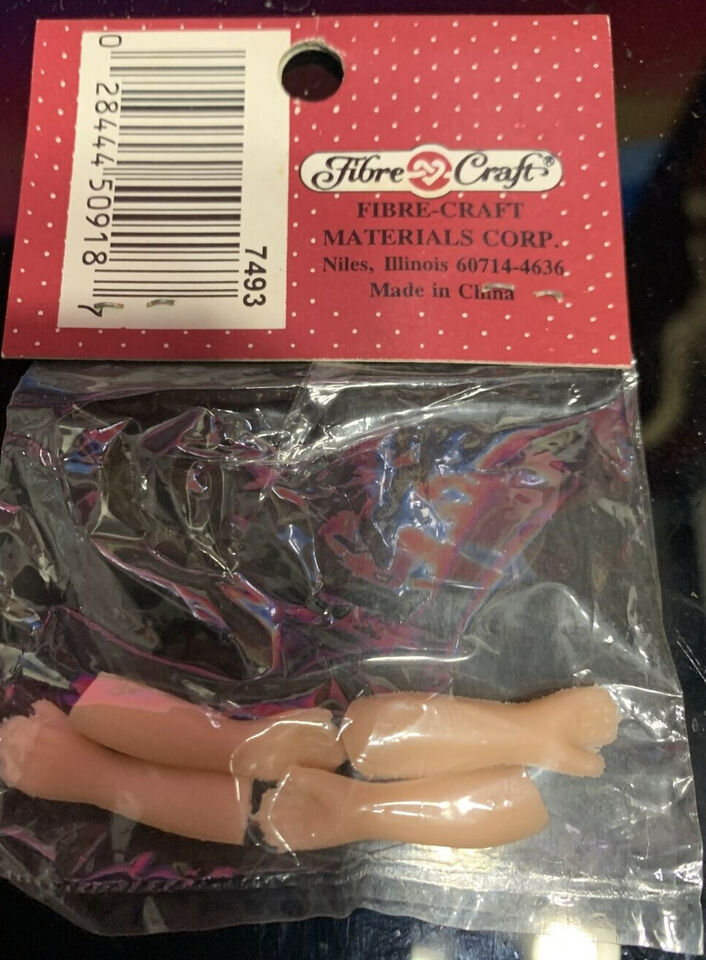 Fibre Craft®
FIBRE-CRAFT
MATERIALS CORP.
Niles, Illinois 60714-4636
Made in China
0 28444 50918 7
7493